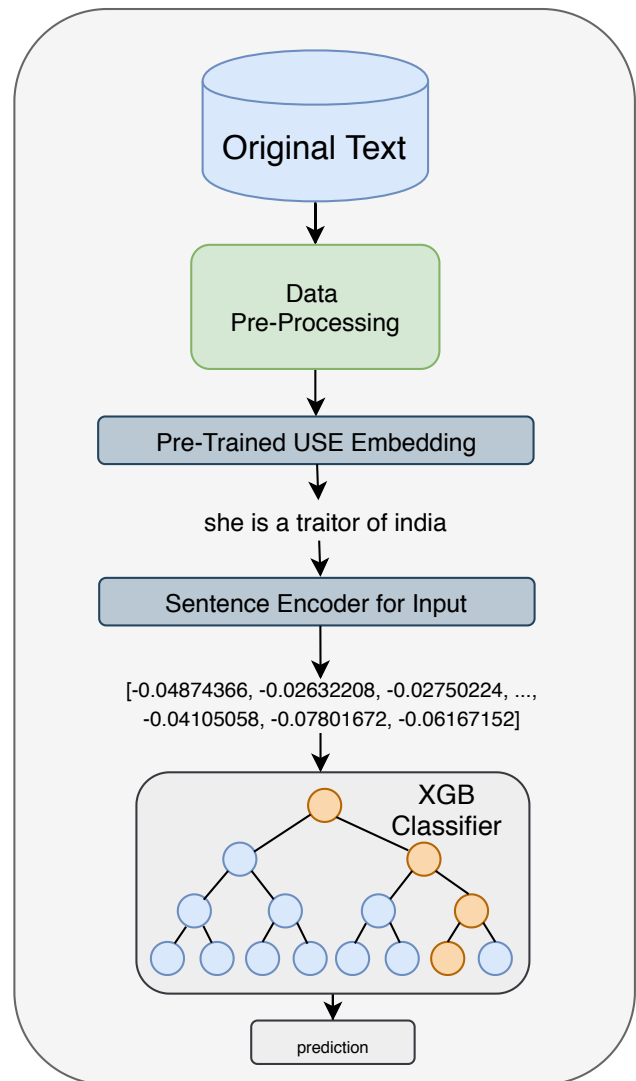 Original Text
Data
Pre-Processing
Pre-Trained USE Embedding
she is a traitor of india
Sentence Encoder for Input
[-0.04874366, -0.02632208, -0.02750224, ...,
-0.04105058, -0.07801672, -0.06167152]
XGB
Classifier
prediction